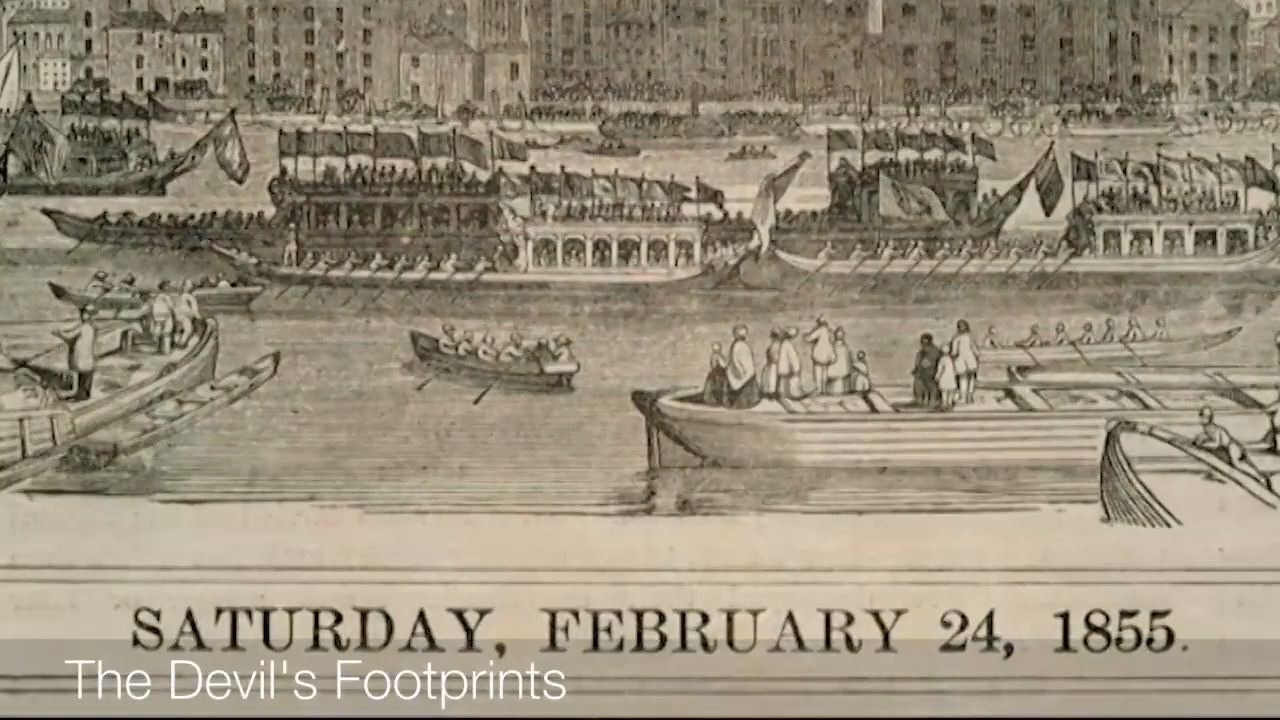 SATURDAY, FEBRUARY 24, 1855.
The Devil's Footprints